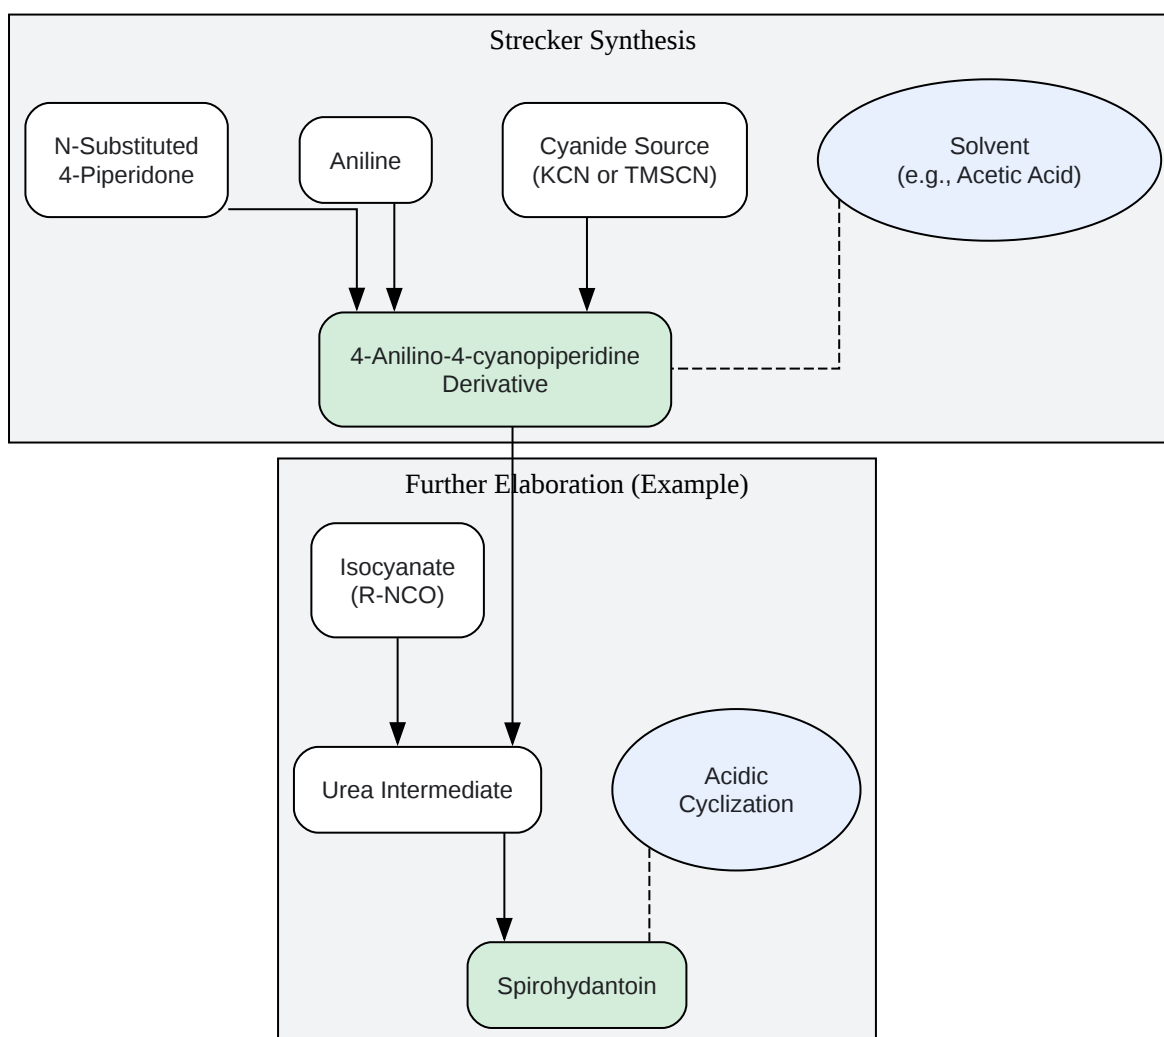 Strecker Synthesis
N-Substituted
4-Piperidone
Aniline
Cyanide Source
(KCN or TMSCN)
Solvent
(e.g., Acetic Acid)
4-Anilino-4-cyanopiperidine
Derivative
Further Elaboration (Example)
Isocyanate
(R-NCO)
Urea Intermediate
Acidic
Cyclization
Spirohydantoin